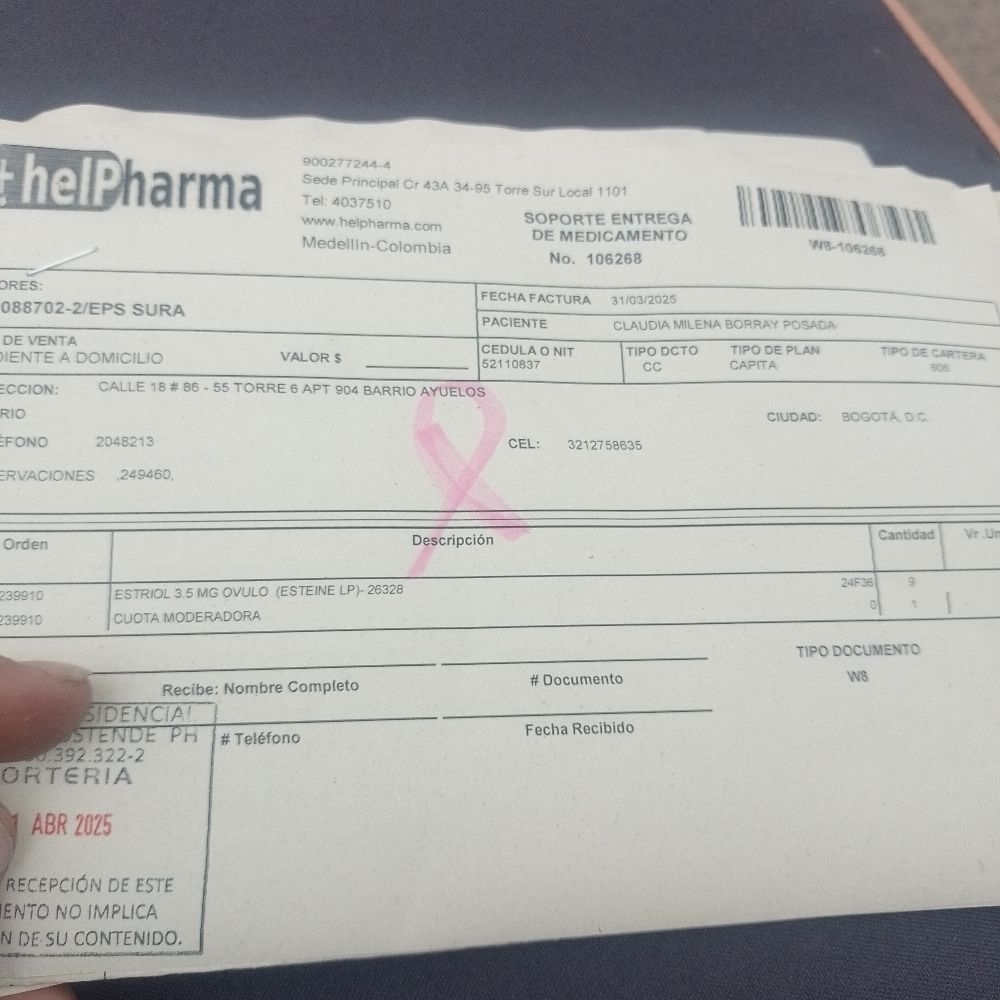 +helPharma
900277244-4
Sede Principal Cr 43A 34-95 Torre Sur Local 1101
Tel: 4037510
www.helpharma.com
Medellin-Colombia
SOPORTE ENTREGA
DE MEDICAMENTO
No. 106268
W8-106268
ORES:
088702-2/EPS SURA
FECHA FACTURA 31/03/2025
PACIENTE CLAUDIA MILENA BORRAY POSADA
DE VENTA
DIENTE A DOMICILIO VALOR $
CEDULA O NIT TIPO DCTO TIPO DE PLAN TIPO DE CARTERA
52110837 CC CAPITA 806
ECCION: CALLE 18 # 86 - 55 TORRE 6 APT 904 BARRIO AYUELOS
RIO CIUDAD: BOGOTÁ, D.C.
ÉFONO 2048213 CEL: 3212758635
ERVACIONES ,249460,
Orden Descripción Cantidad Vr .Un
239910 ESTRIOL 3.5 MG OVULO (ESTEINE LP)- 26328 24F36 9
239910 CUOTA MODERADORA 0 1
TIPO DOCUMENTO
W8
Recibe: Nombre Completo # Documento
# Teléfono Fecha Recibido
SIDENCIAL
STENDE PH
0.392.322-2
ORTERIA
1 ABR 2025
RECEPCIÓN DE ESTE
ENTO NO IMPLICA
N DE SU CONTENIDO.